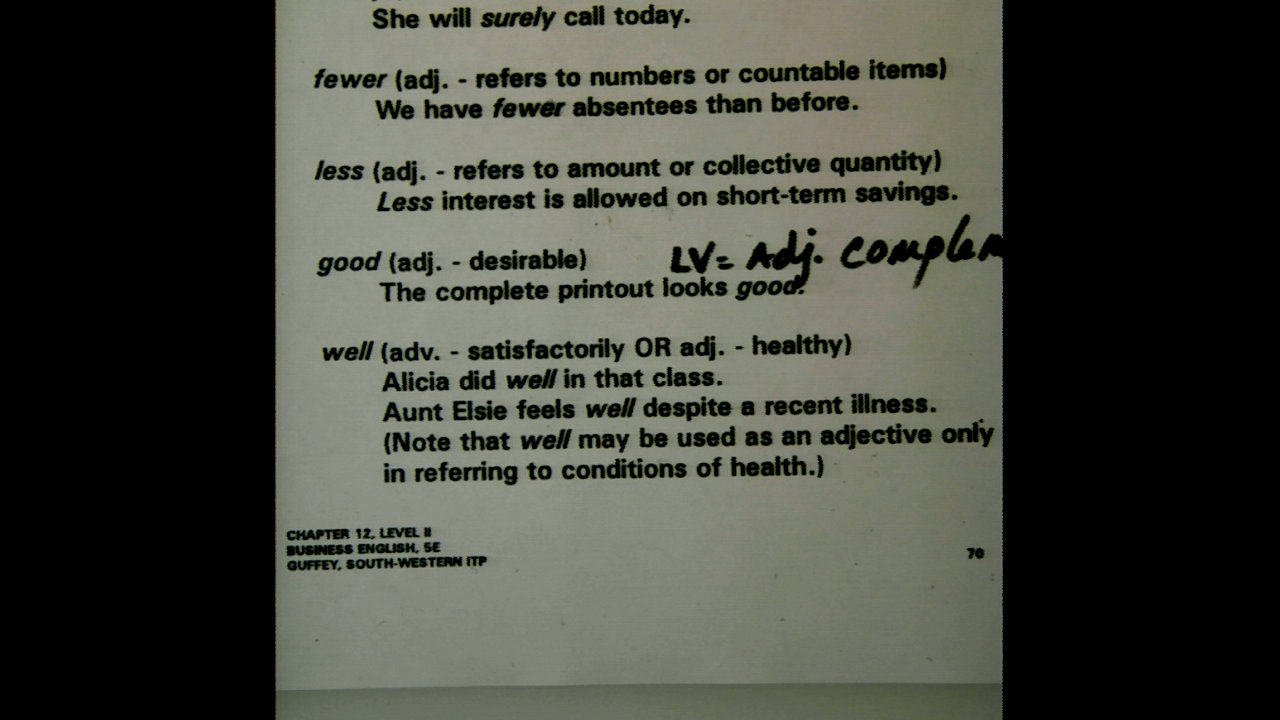 She will surely call today.
fewer (adj. - refers to numbers or countable items)
We have fewer absentees than before.
less (adj. - refers to amount or collective quantity)
Less interest is allowed on short-term savings.
good (adj. - desirable) LV= Adj. complem
The complete printout looks good.
well (adv. - satisfactorily OR adj. - healthy)
Alicia did well in that class.
Aunt Elsie feels well despite a recent illness.
(Note that well may be used as an adjective only
in referring to conditions of health.)
CHAPTER 12, LEVEL II
BUSINESS ENGLISH, 5E
GUFFEY, SOUTH-WESTERN ITP
70